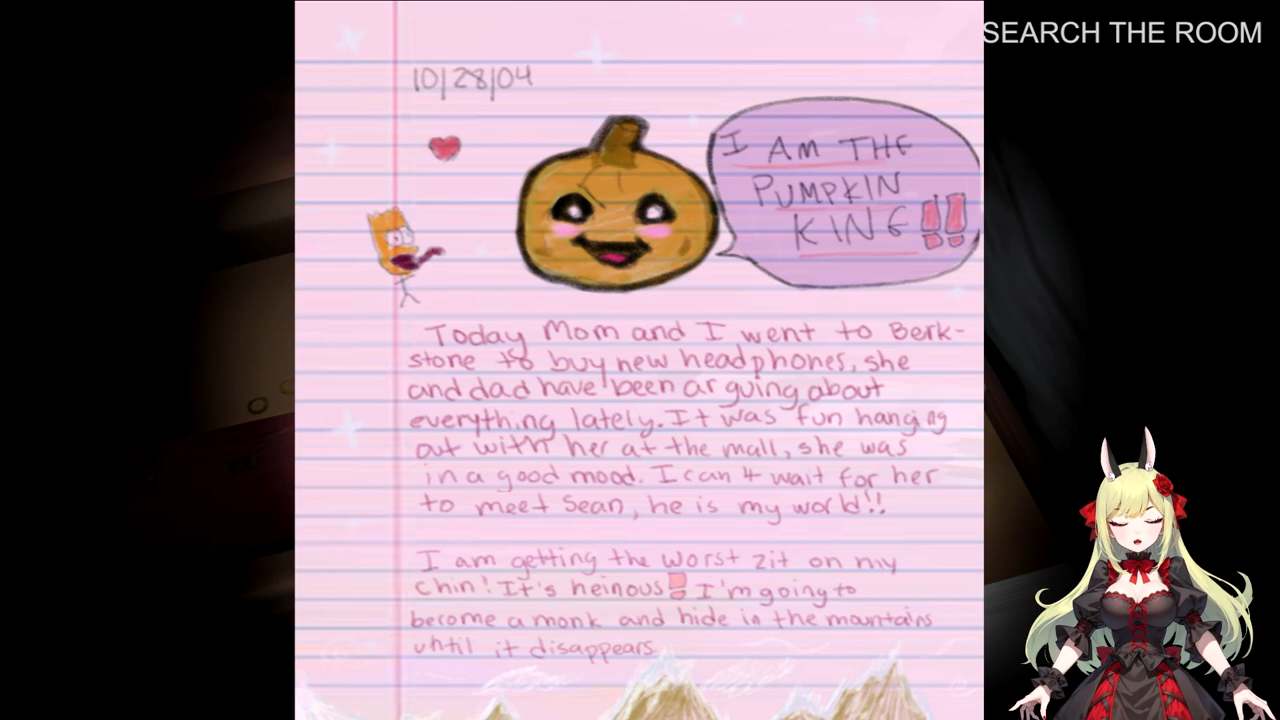 SEARCH THE ROOM
10/28/04
I AM THE
PUMPKIN
KING!!
Today Mom and I went to Berk-
stone to buy new headphones, she
and dad have been arguing about
everything lately. It was fun hanging
out with her at the mall, she was
in a good mood. I can't wait for her
to meet Sean, he is my world!!
I am getting the worst zit on my
chin! It's heinous! I'm going to
become a monk and hide in the mountains
until it disappears.